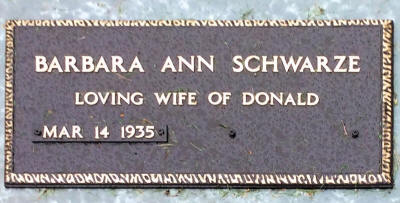 BARBARA ANN SCHWARZE
LOVING WIFE OF DONALD
MAR 14 1935